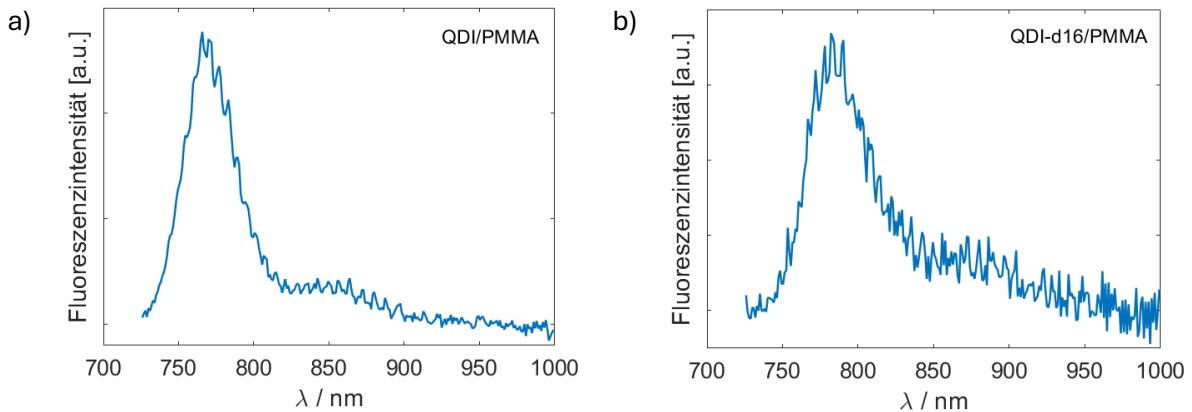 a)
QDI/PMMA
Fluoreszenzintensität [a.u.]
700 750 800 850 900 950 1000
λ / nm
b)
QDI-d16/PMMA
Fluoreszenzintensität [a.u.]
700 750 800 850 900 950 1000
λ / nm